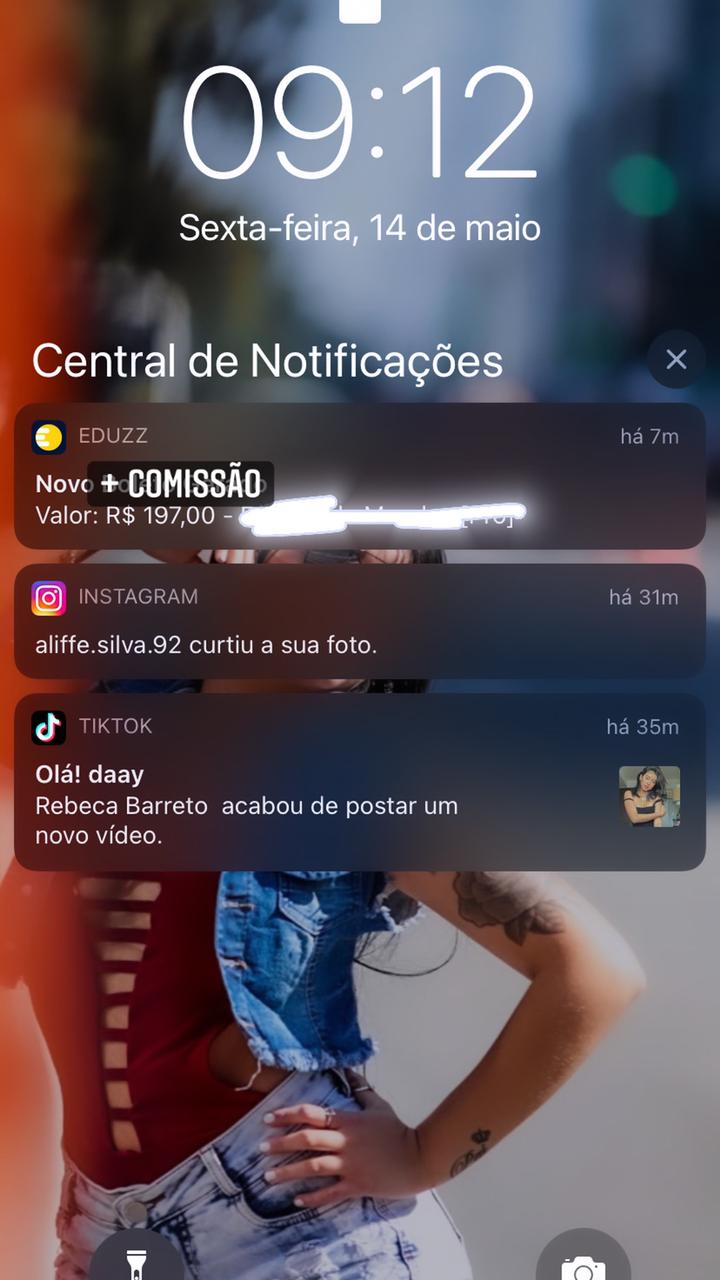 09:12
Sexta-feira, 14 de maio
Central de Notificações
EDUZZ
há 7m
Novo + COMISSÃO
Valor: R$ 197,00 -
INSTAGRAM
há 31m
aliffe.silva.92 curtiu a sua foto.
TIKTOK
há 35m
Olá! daay
Rebeca Barreto acabou de postar um
novo vídeo.